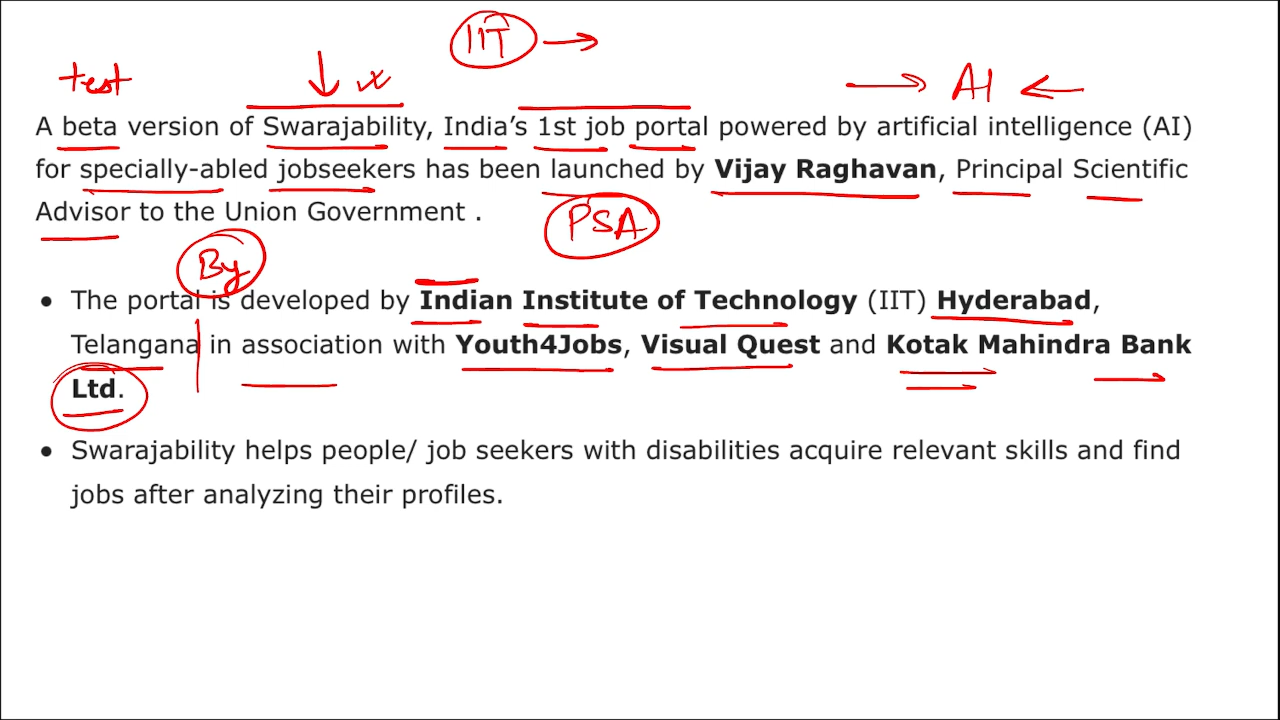 IIT
test
AI
A beta version of Swarajability, India's 1st job portal powered by artificial intelligence (AI)
for specially-abled jobseekers has been launched by Vijay Raghavan, Principal Scientific
Advisor to the Union Government .
PSA
By
• The portal is developed by Indian Institute of Technology (IIT) Hyderabad,
Telangana in association with Youth4Jobs, Visual Quest and Kotak Mahindra Bank
Ltd.
• Swarajability helps people/ job seekers with disabilities acquire relevant skills and find
jobs after analyzing their profiles.